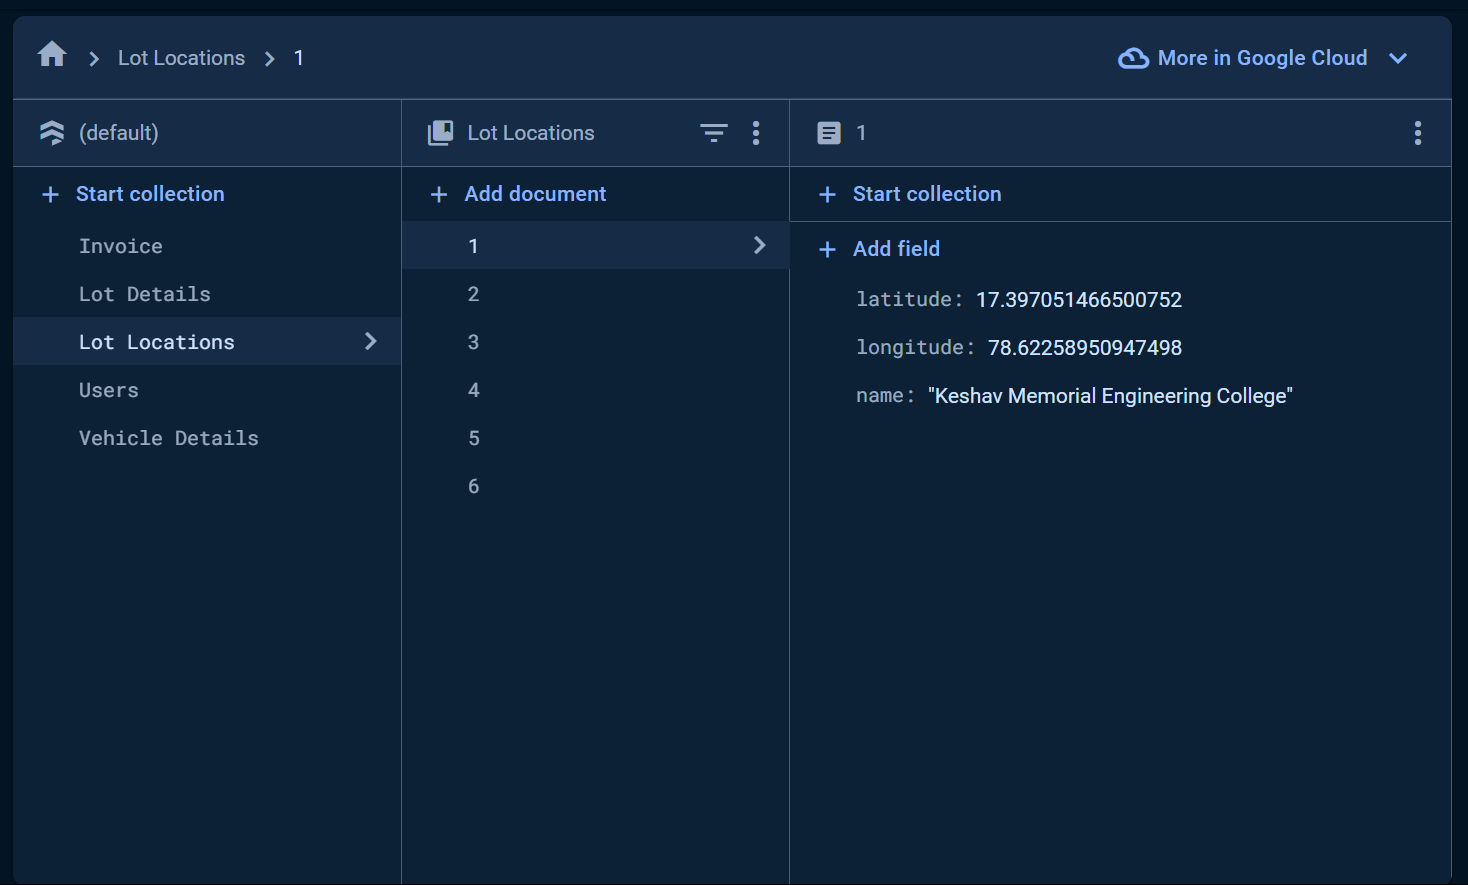 Lot Locations 1
More in Google Cloud
(default)
Start collection
Invoice
Lot Details
Lot Locations
Users
Vehicle Details
Lot Locations
Add document
1
2
3
4
5
6
1
Start collection
Add field
latitude: 17.397051466500752
longitude: 78.62258950947498
name: "Keshav Memorial Engineering College"